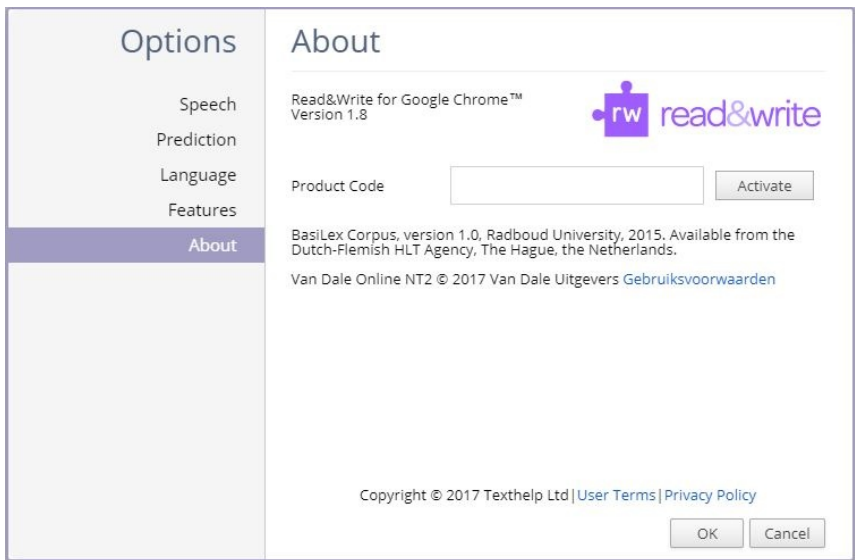 Options
Speech
Prediction
Language
Features
About
About
Read&Write for Google Chrome™
Version 1.8
rw read&write
Product Code
Activate
BasiLex Corpus, version 1.0, Radboud University, 2015. Available from the
Dutch-Flemish HLT Agency, The Hague, the Netherlands.
Van Dale Online NT2 © 2017 Van Dale Uitgevers Gebruiksvoorwaarden
Copyright © 2017 Texthelp Ltd|User Terms|Privacy Policy
OK Cancel